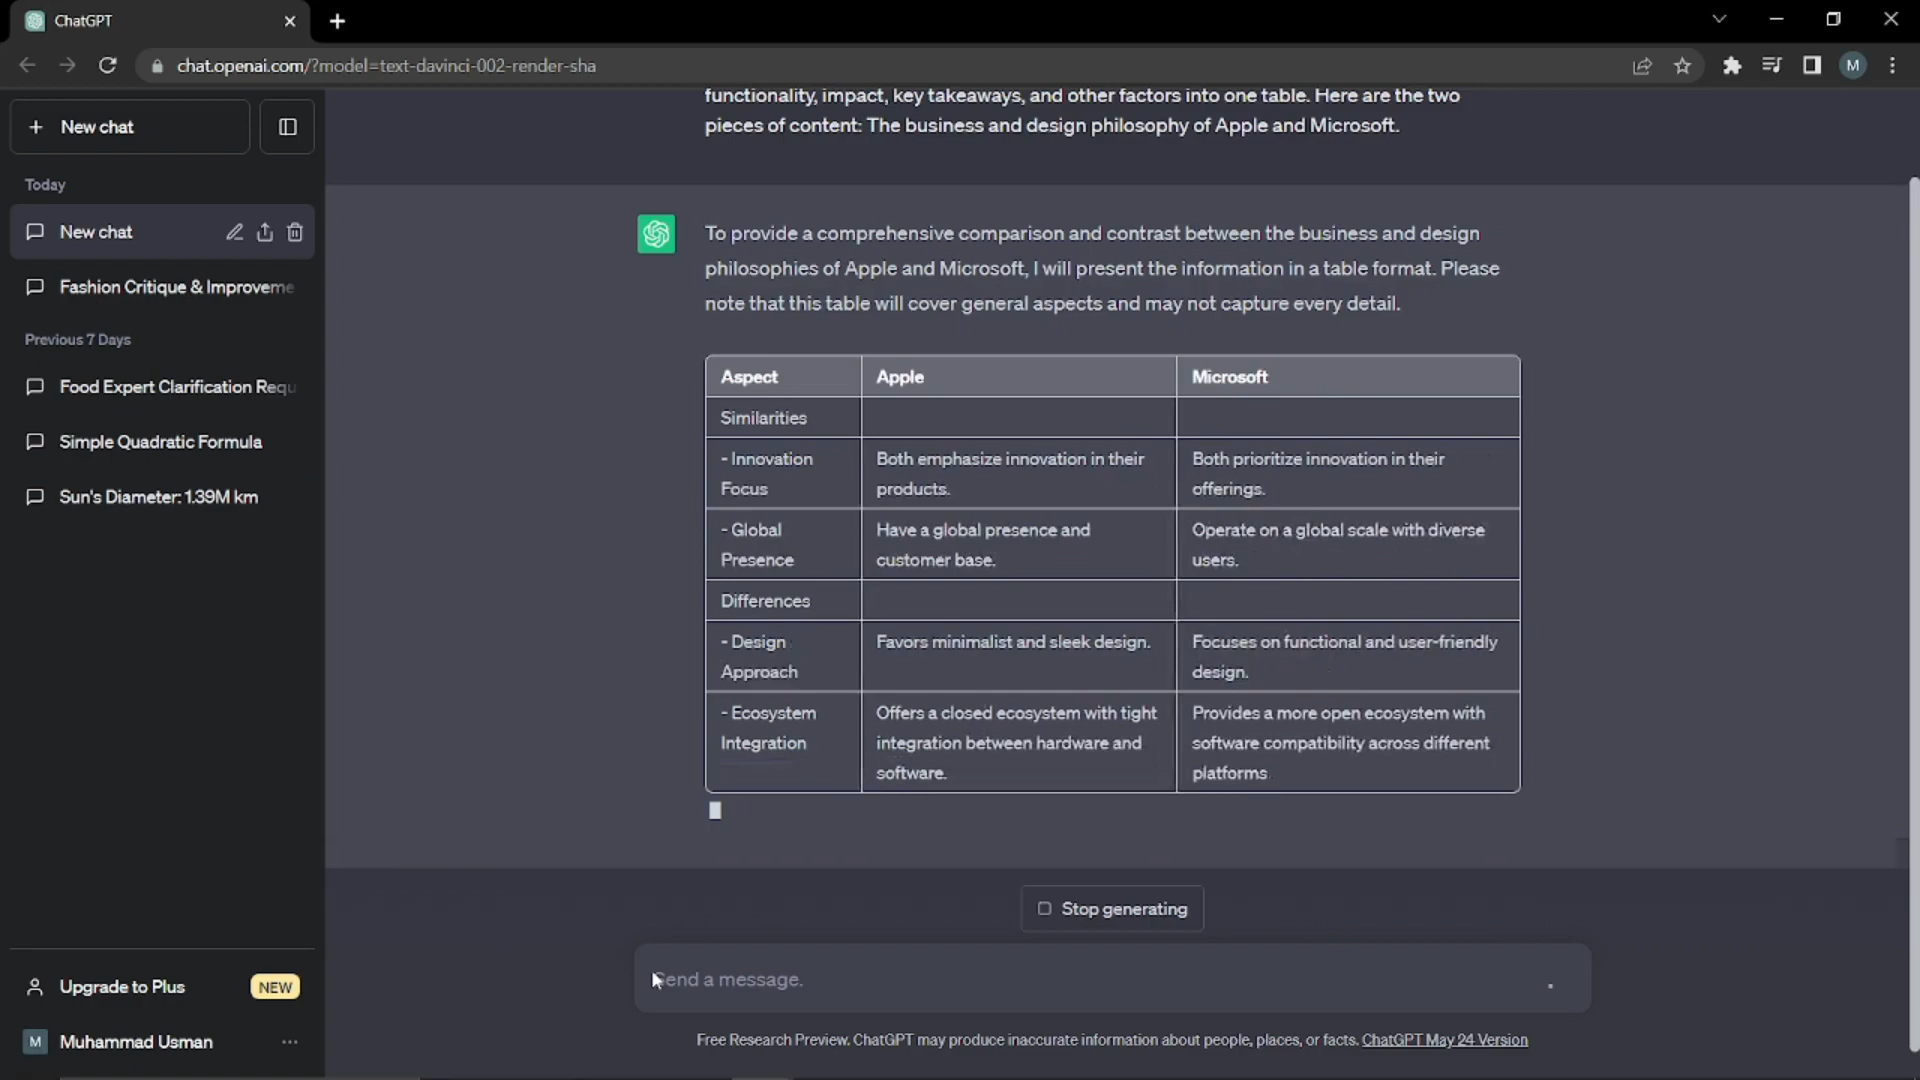 ChatGPT
chat.openai.com/?model=text-davinci-002-render-sha
M
New chat
Today
New chat
Fashion Critique & Improveme
Previous 7 Days
Food Expert Clarification Requ
Simple Quadratic Formula
Sun's Diameter: 1.39M km
Upgrade to Plus NEW
M Muhammad Usman
functionality, impact, key takeaways, and other factors into one table. Here are the two
pieces of content: The business and design philosophy of Apple and Microsoft.
To provide a comprehensive comparison and contrast between the business and design
philosophies of Apple and Microsoft, I will present the information in a table format. Please
note that this table will cover general aspects and may not capture every detail.
Aspect Apple Microsoft
Similarities
- Innovation Both emphasize innovation in their Both prioritize innovation in their
Focus products. offerings.
- Global Have a global presence and Operate on a global scale with diverse
Presence customer base. users.
Differences
- Design Favors minimalist and sleek design. Focuses on functional and user-friendly
Approach design.
- Ecosystem Offers a closed ecosystem with tight Provides a more open ecosystem with
Integration integration between hardware and software compatibility across different
software. platforms
Stop generating
Send a message.
Free Research Preview. ChatGPT may produce inaccurate information about people, places, or facts. ChatGPT May 24 Version